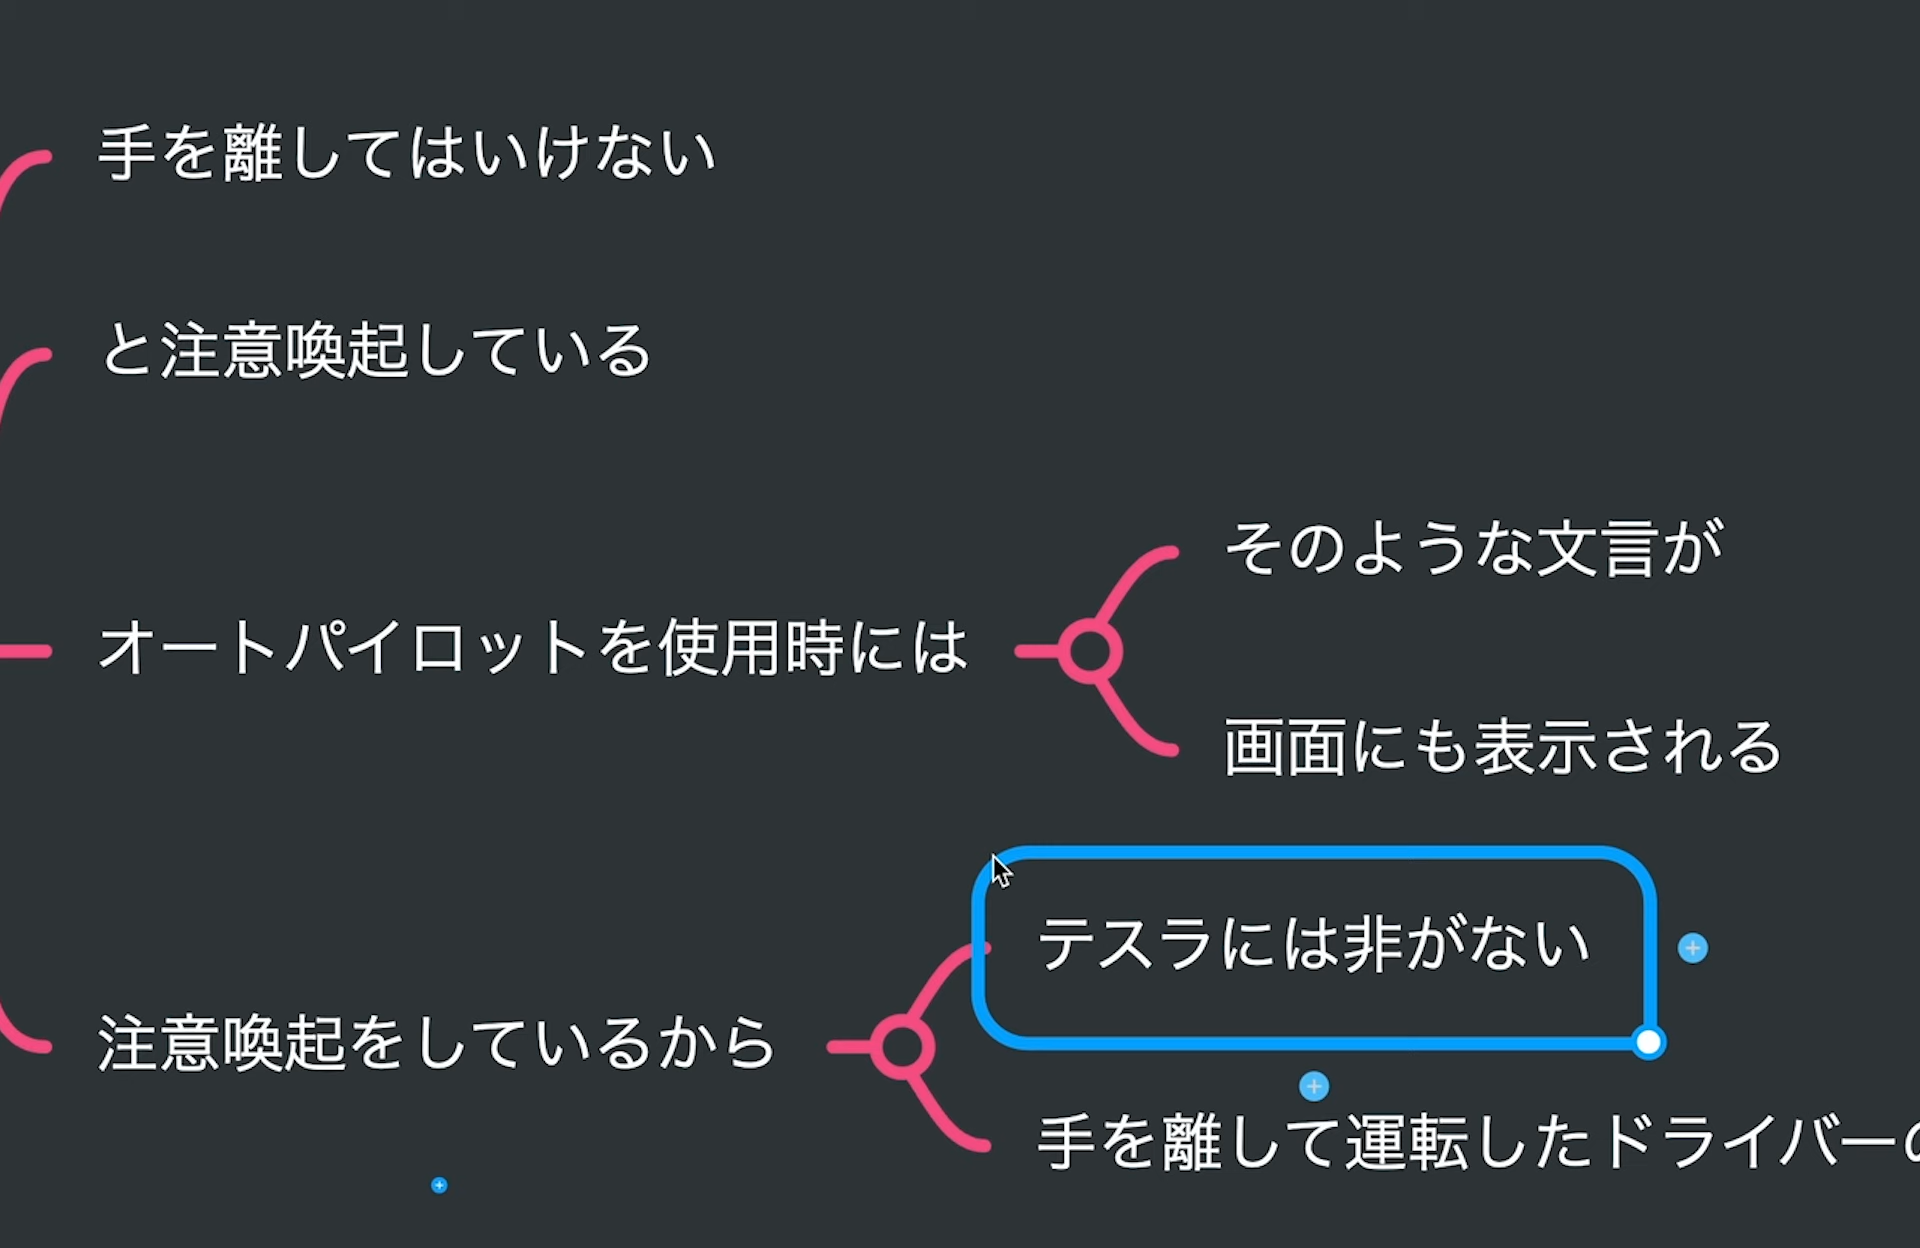 手を離してはいけない
と注意喚起している
オートパイロットを使用時には
そのような文言が
画面にも表示される
注意喚起をしているから
テスラには非がない
手を離して運転したドライバーの